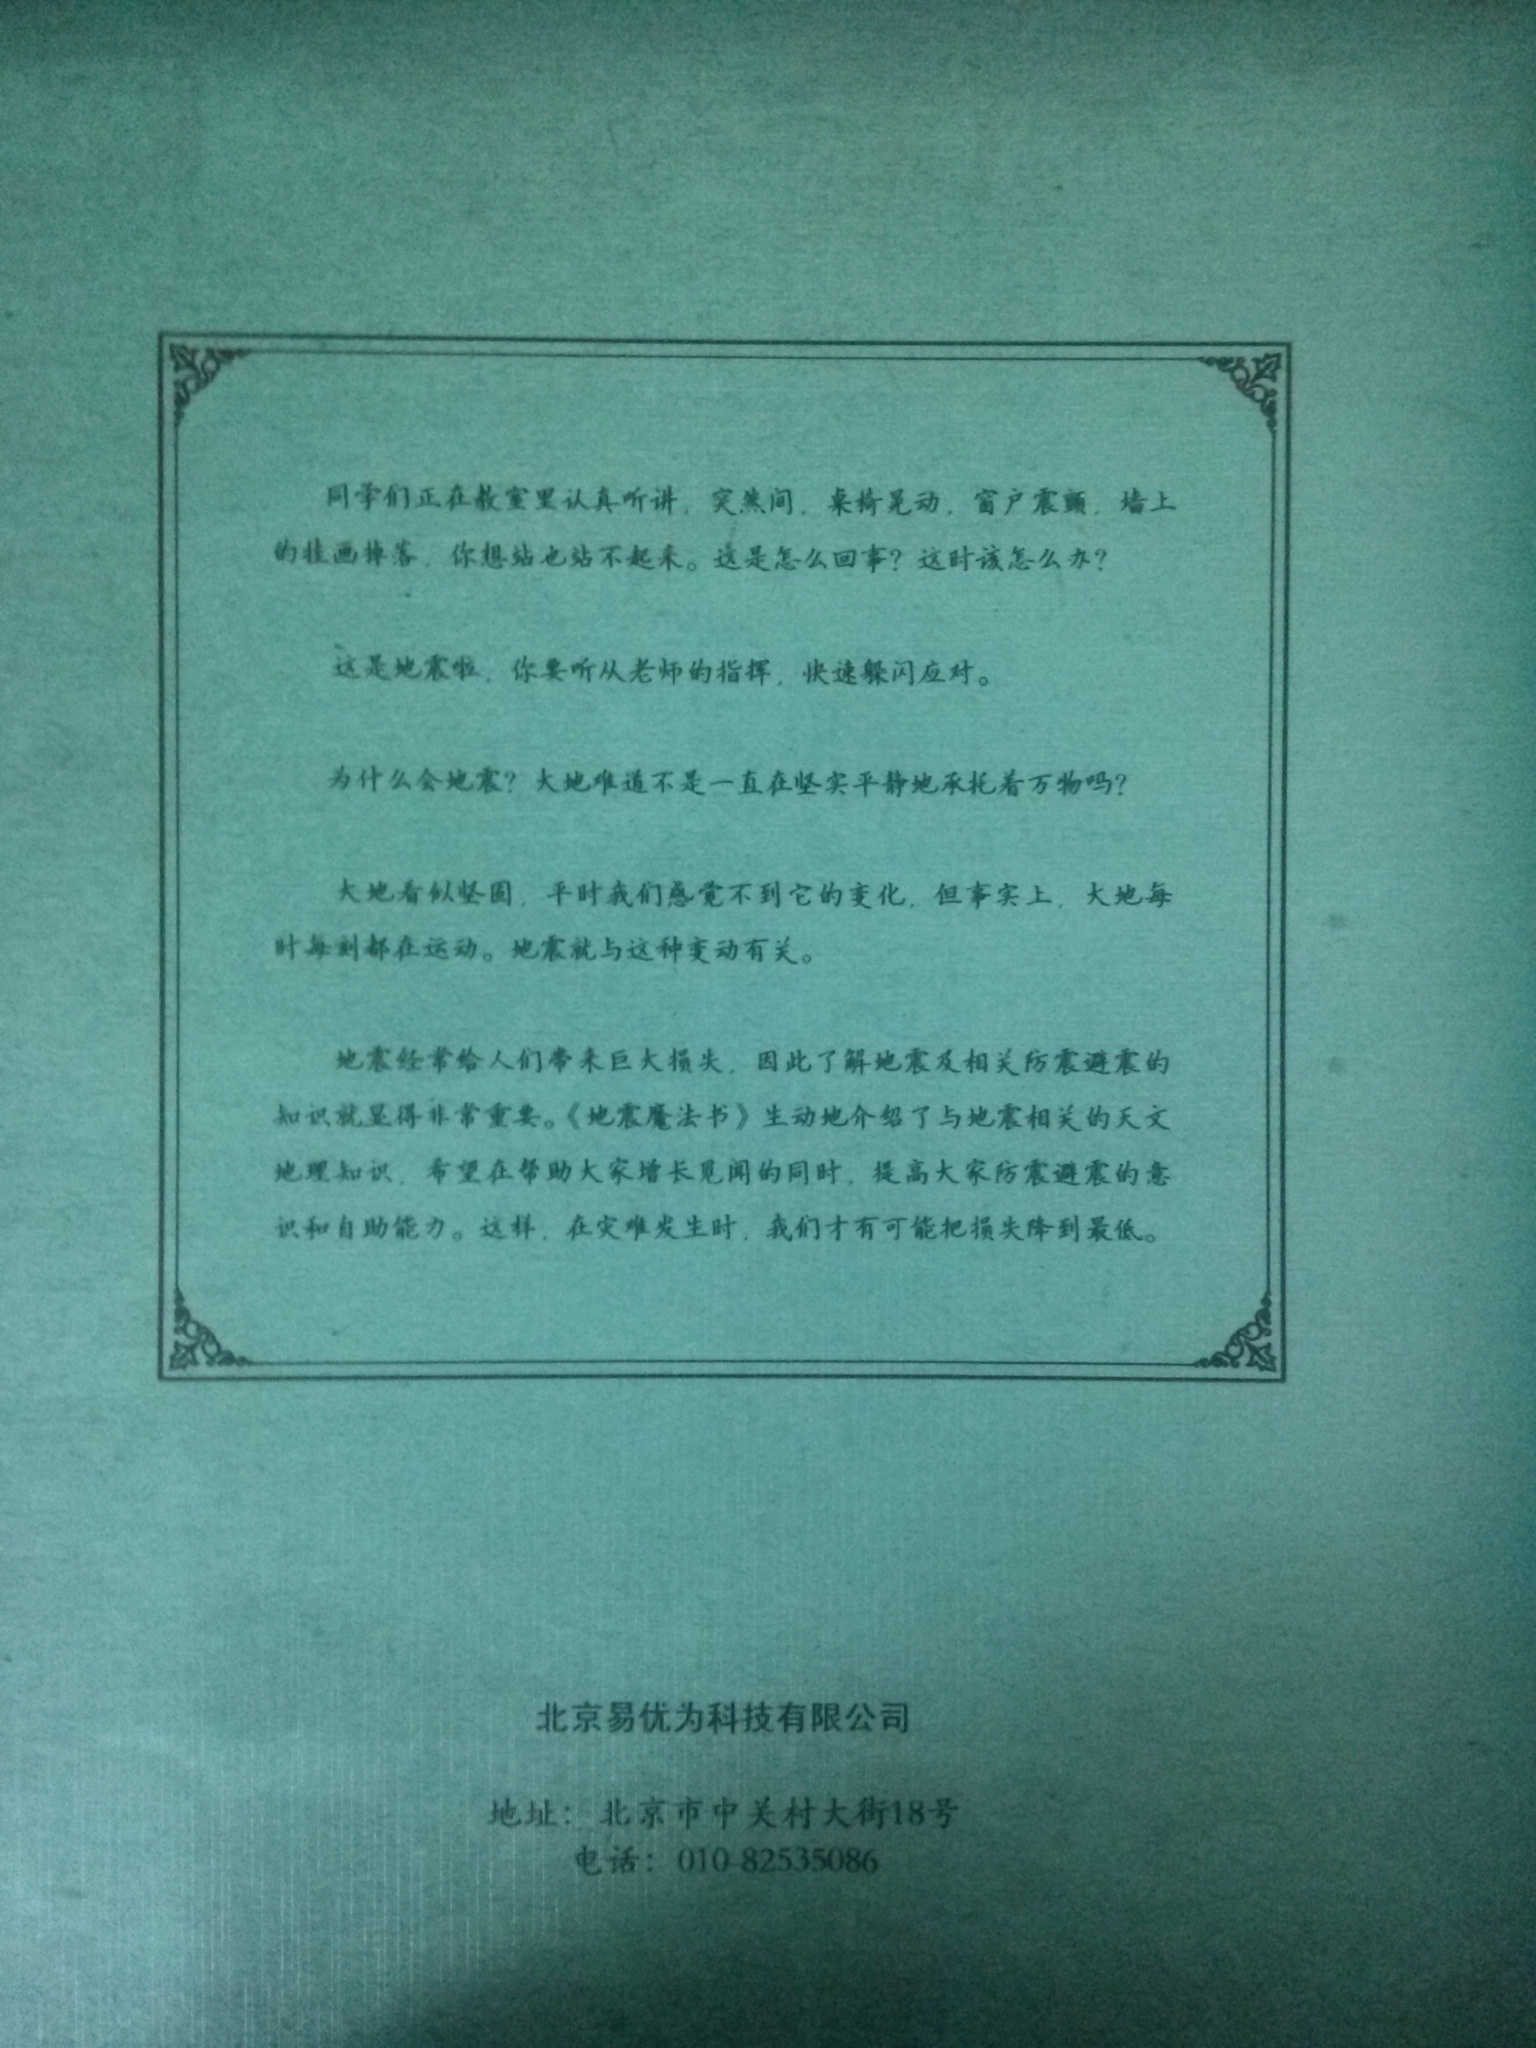 同学们正在教室里认真听讲，突然间，桌椅晃动，窗户震颤，墙上
的挂画掉落，你想站也站不起来。这是怎么回事？这时该怎么办？
这是地震啦，你要听从老师的指挥，快速躲闪应对。
为什么会地震？大地难道不是一直在坚实平静地承托着万物吗？
大地看似坚固，平时我们感觉不到它的变化，但事实上，大地每
时每刻都在运动。地震就与这种变动有关。
地震经常给人们带来巨大损失，因此了解地震及相关防震避震的
知识就显得非常重要。《地震魔法书》生动地介绍了与地震相关的天文
地理知识，希望在帮助大家增长见闻的同时，提高大家防震避震的意
识和自助能力。这样，在灾难发生时，我们才有可能把损失降到最低。
北京易优为科技有限公司
地址：北京市中关村大街18号
电话：010-82535086